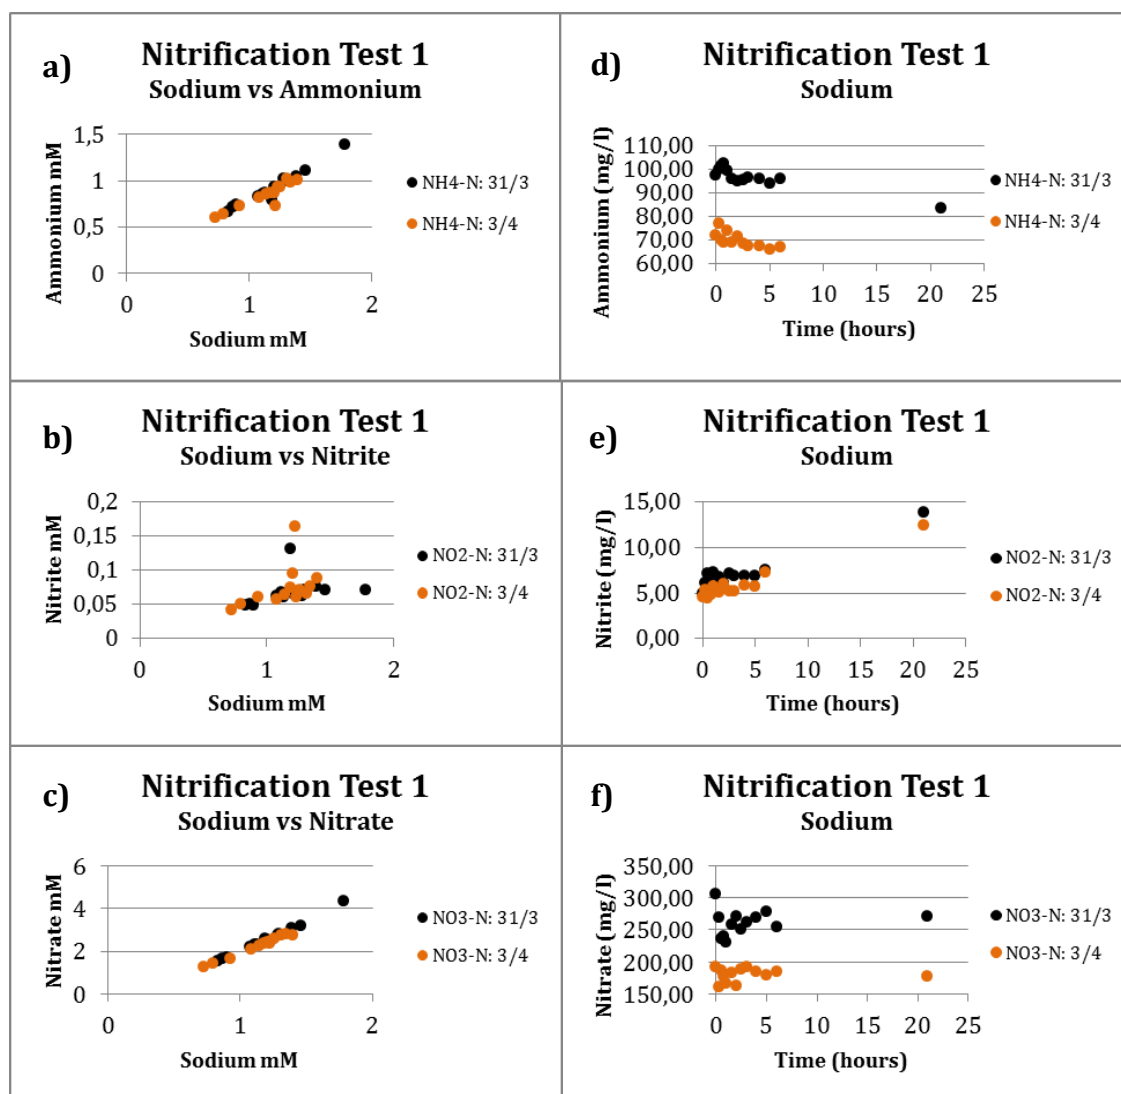 a)
Nitrification Test 1
Sodium vs Ammonium
Ammonium mM
1,5
1
0,5
0
0 1 2
Sodium mM
NH4-N: 31/3
NH4-N: 3/4
d)
Nitrification Test 1
Sodium
Ammonium (mg/l)
110,00
100,00
90,00
80,00
70,00
60,00
0 5 10 15 20 25
Time (hours)
NH4-N: 31/3
NH4-N: 3/4
b)
Nitrification Test 1
Sodium vs Nitrite
Nitrite mM
0,2
0,15
0,1
0,05
0
0 1 2
Sodium mM
NO2-N: 31/3
NO2-N: 3/4
e)
Nitrification Test 1
Sodium
Nitrite (mg/l)
15,00
10,00
5,00
0,00
0 5 10 15 20 25
Time (hours)
NO2-N: 31/3
NO2-N: 3/4
c)
Nitrification Test 1
Sodium vs Nitrate
Nitrate mM
6
4
2
0
0 1 2
Sodium mM
NO3-N: 31/3
NO3-N: 3/4
f)
Nitrification Test 1
Sodium
Nitrate (mg/l)
350,00
300,00
250,00
200,00
150,00
0 5 10 15 20 25
Time (hours)
NO3-N: 31/3
NO3-N: 3/4